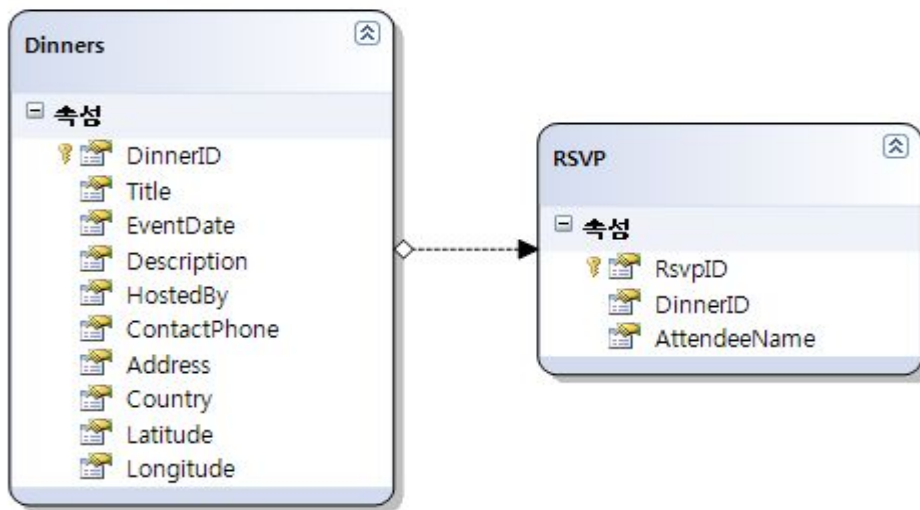 Dinners
속성
DinnerID
Title
EventDate
Description
HostedBy
ContactPhone
Address
Country
Latitude
Longitude
RSVP
속성
RsvpID
DinnerID
AttendeeName